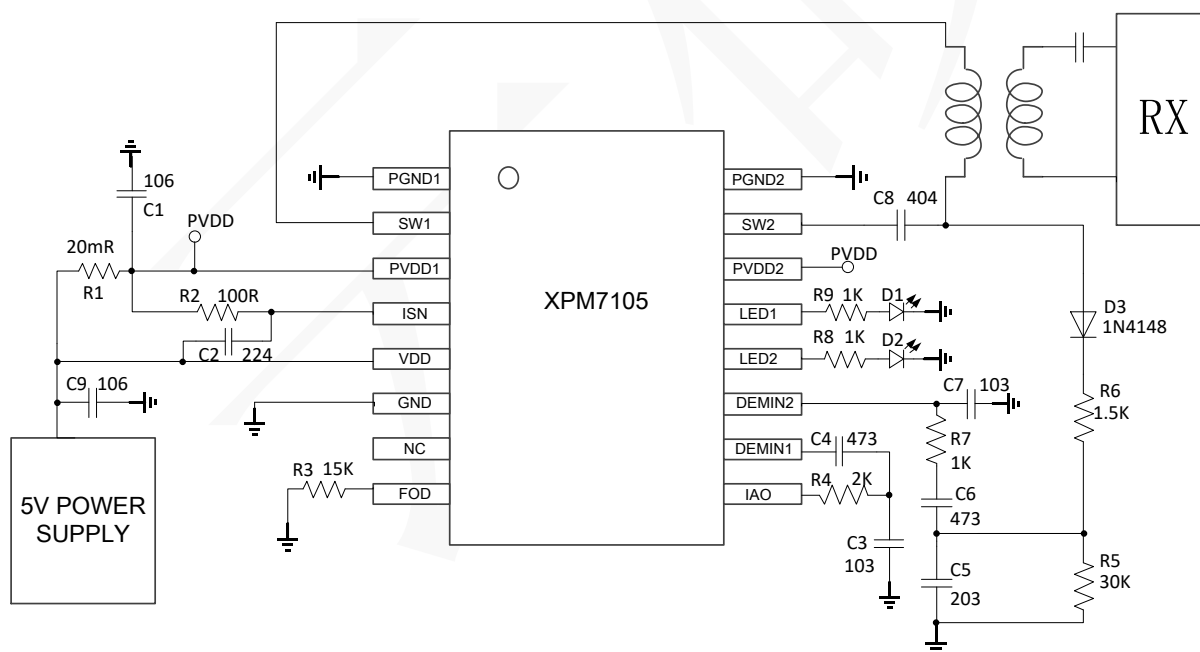 RX
106
C1
PGND1
PGND2
C8 404
PVDD
SW1
SW2
20mR
R1
PVDD1
PVDD2
PVDD
XPM7105
R2 100R
ISN
LED1
R9 1K D1
D3
1N4148
C2 224
VDD
LED2
R8 1K D2
C9 106
GND
DEMIN2
C7 103
R6
1.5K
NC
DEMIN1
C4 473
R7
1K
R3 15K
FOD
IAO
R4 2K
C6
473
5V POWER
SUPPLY
C3
103
C5
203
R5
30K